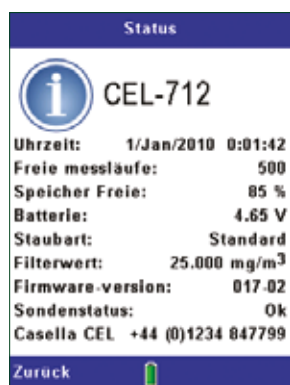 Status
CEL-712
Uhrzeit: 1/Jan/2010 0:01:42
Freie messläufe: 500
Speicher Freie: 85 %
Batterie: 4.65 V
Staubart: Standard
Filterwert: 25.000 mg/m³
Firmware-version: 017-02
Sondenstatus: Ok
Casella CEL +44 (0)1234 847799
Zurück